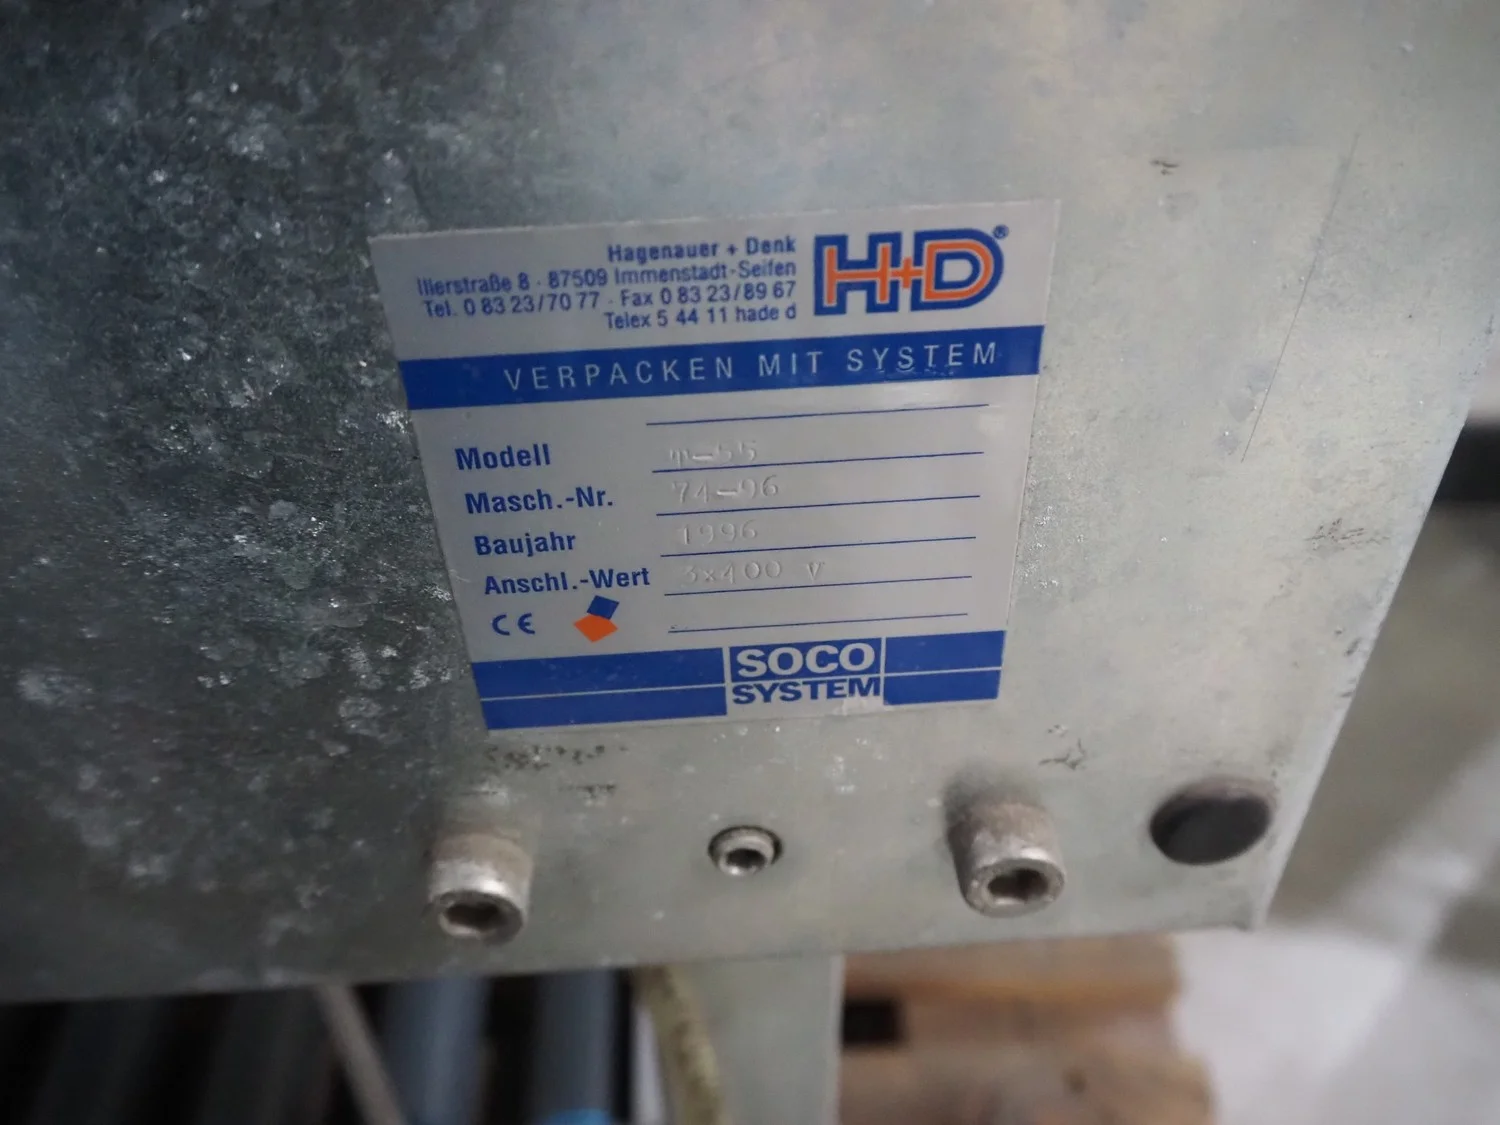 Hagenauer + Denk
Illerstraße 8 · 87509 Immenstadt-Seifen
Tel. 0 83 23/70 77 · Fax 0 83 23/89 67
Telex 5 44 11 hade d
H+D®
VERPACKEN MIT SYSTEM
Modell T-55
Masch.-Nr. 74-96
Baujahr 1996
Anschl.-Wert 3x400 V
CE
SOCO
SYSTEM